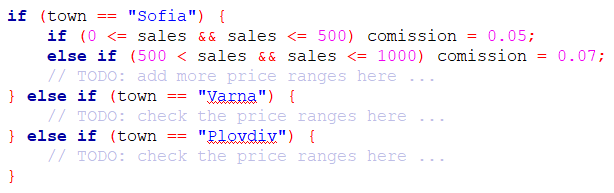 if (town == "Sofia") {
    if (0 <= sales && sales <= 500) comission = 0.05;
    else if (500 < sales && sales <= 1000) comission = 0.07;
    // TODO: add more price ranges here ...
} else if (town == "Varna") {
    // TODO: check the price ranges here ...
} else if (town == "Plovdiv") {
    // TODO: check the price ranges here ...
}